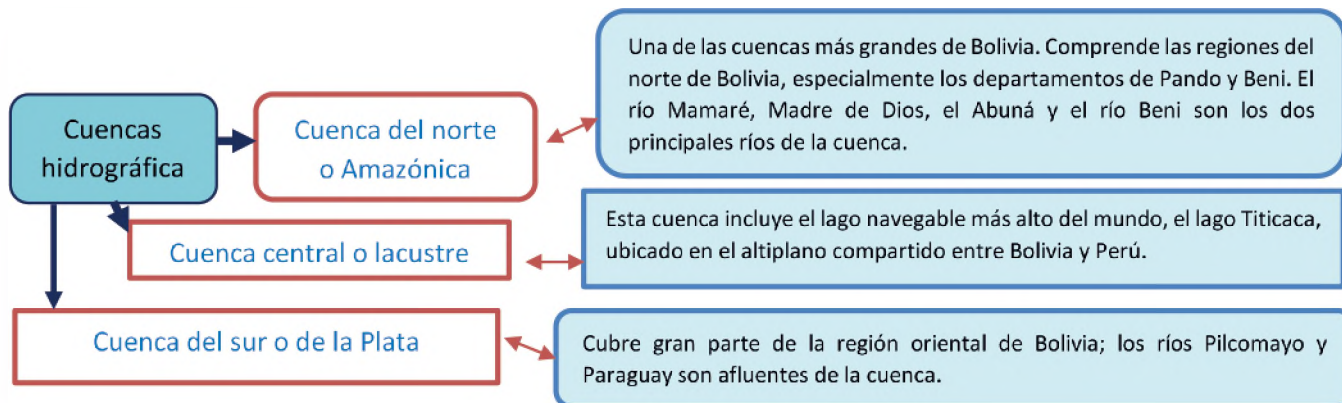 Cuencas
hidrográfica
Cuenca del norte
o Amazónica
Una de las cuencas más grandes de Bolivia. Comprende las regiones del
norte de Bolivia, especialmente los departamentos de Pando y Beni. El
río Mamaré, Madre de Dios, el Abuná y el río Beni son los dos
principales ríos de la cuenca.
Cuenca central o lacustre
Esta cuenca incluye el lago navegable más alto del mundo, el lago Titicaca,
ubicado en el altiplano compartido entre Bolivia y Perú.
Cuenca del sur o de la Plata
Cubre gran parte de la región oriental de Bolivia; los ríos Pilcomayo y
Paraguay son afluentes de la cuenca.